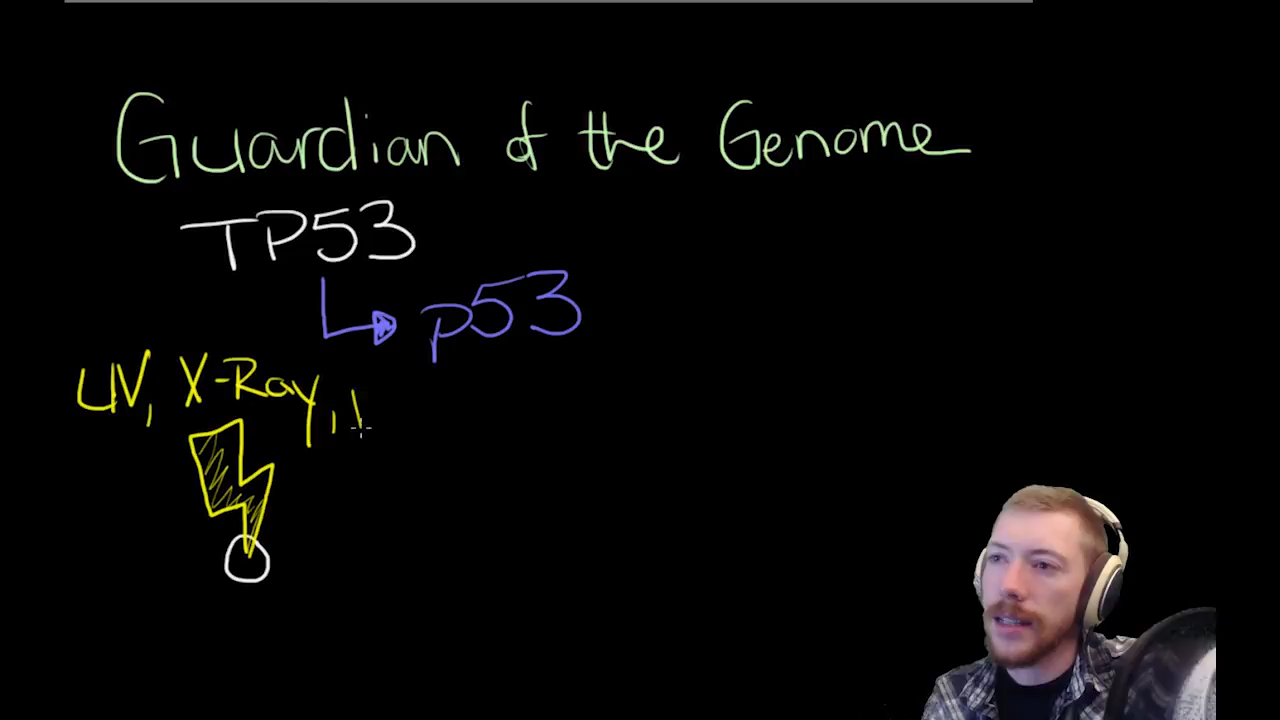 Guardian of the Genome
TP53
p53
UV, X-Ray,